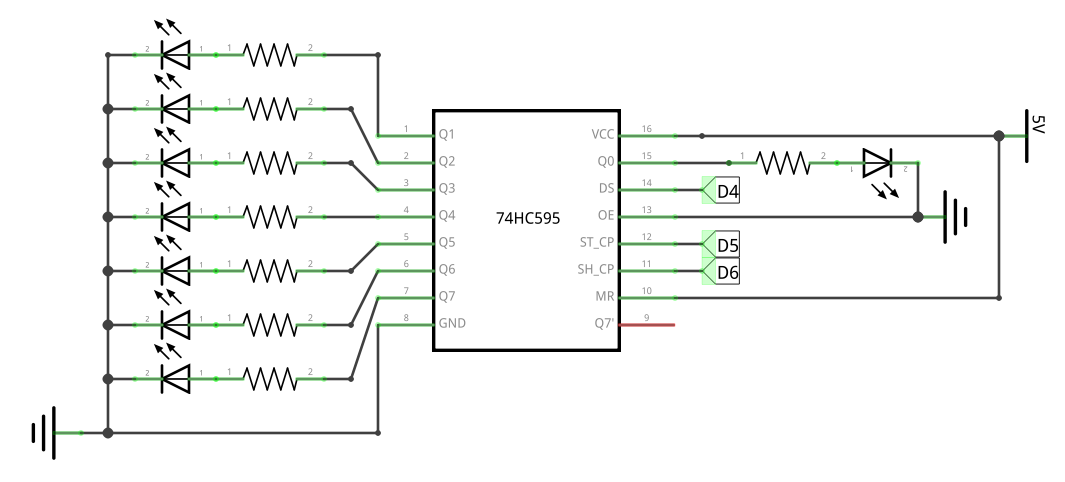 2 1 1 2
2 1 1 2
2 1 1 2
2 1 1 2
2 1 1 2
2 1 1 2
2 1 1 2
1 Q1
2 Q2
3 Q3
4 Q4
5 Q5
6 Q6
7 Q7
8 GND
74HC595
VCC 16
Q0 15 1 2 1 2
DS 14 D4
OE 13
ST_CP 12 D5
SH_CP 11 D6
MR 10
Q7' 9
5V